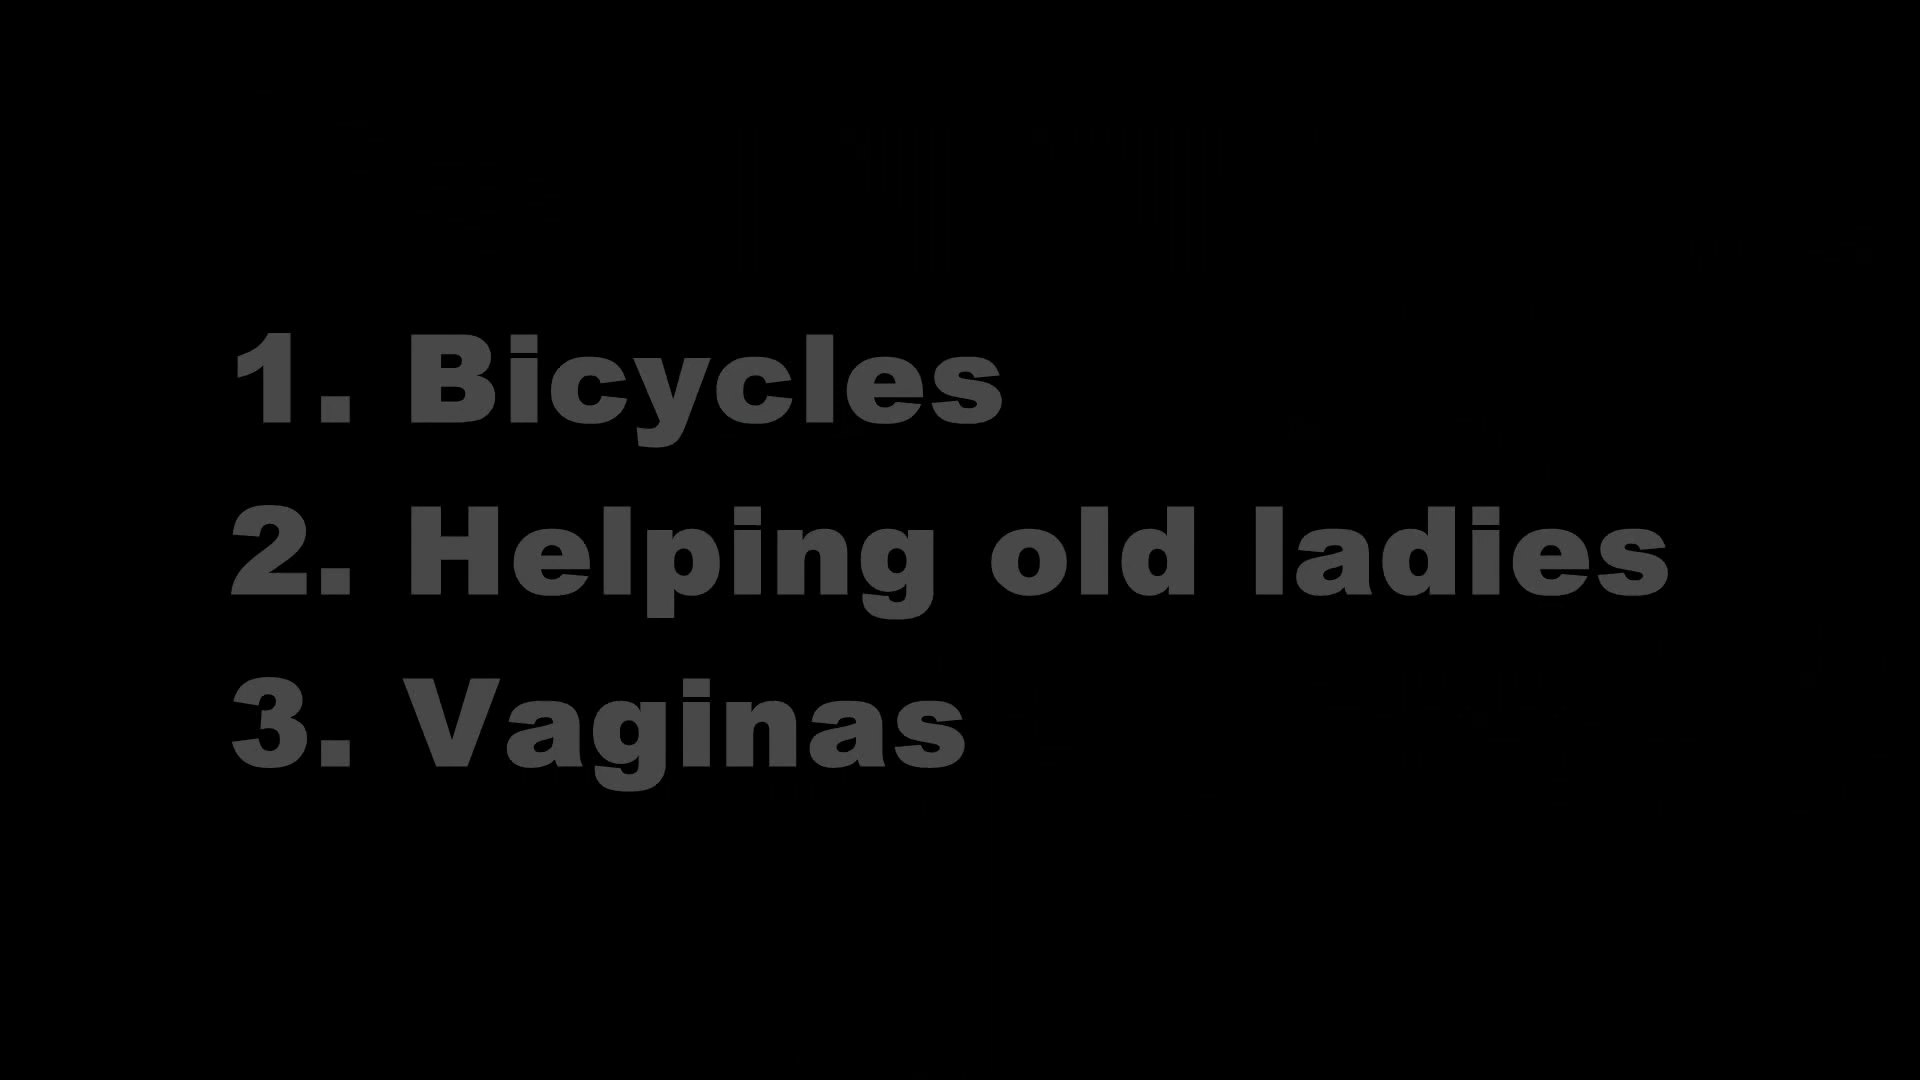 1. Bicycles
2. Helping old ladies
3. Vaginas